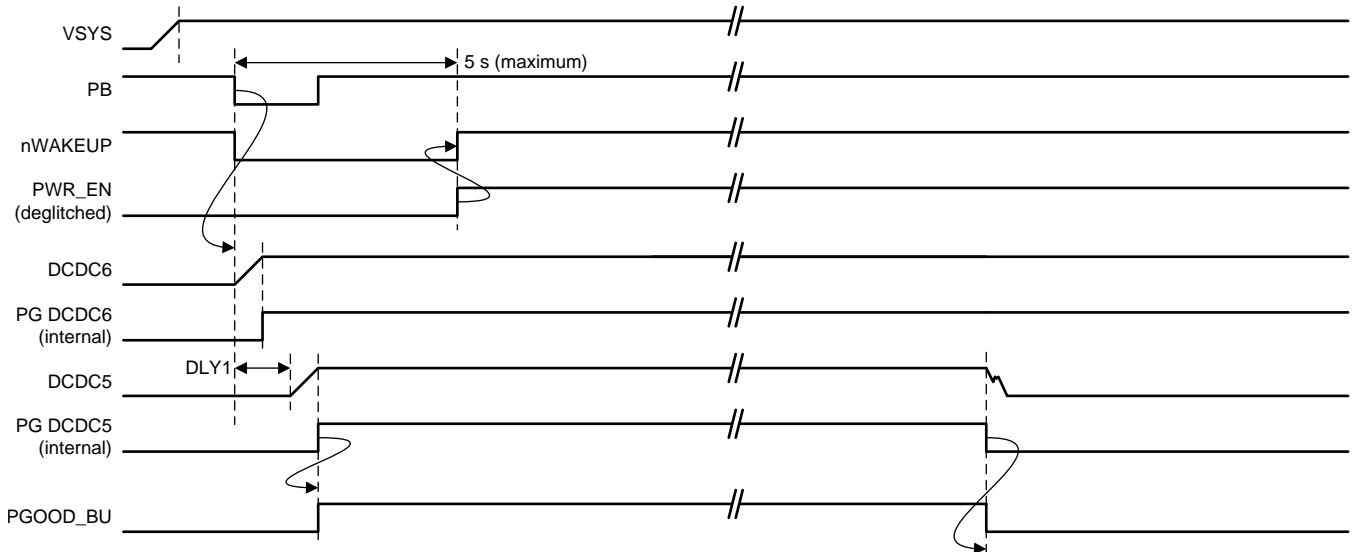 VSYS
5 s (maximum)
PB
nWAKEUP
PWR_EN
(deglitched)
DCDC6
PG DCDC6
(internal)
DLY1
DCDC5
PG DCDC5
(internal)
PGOOD_BU